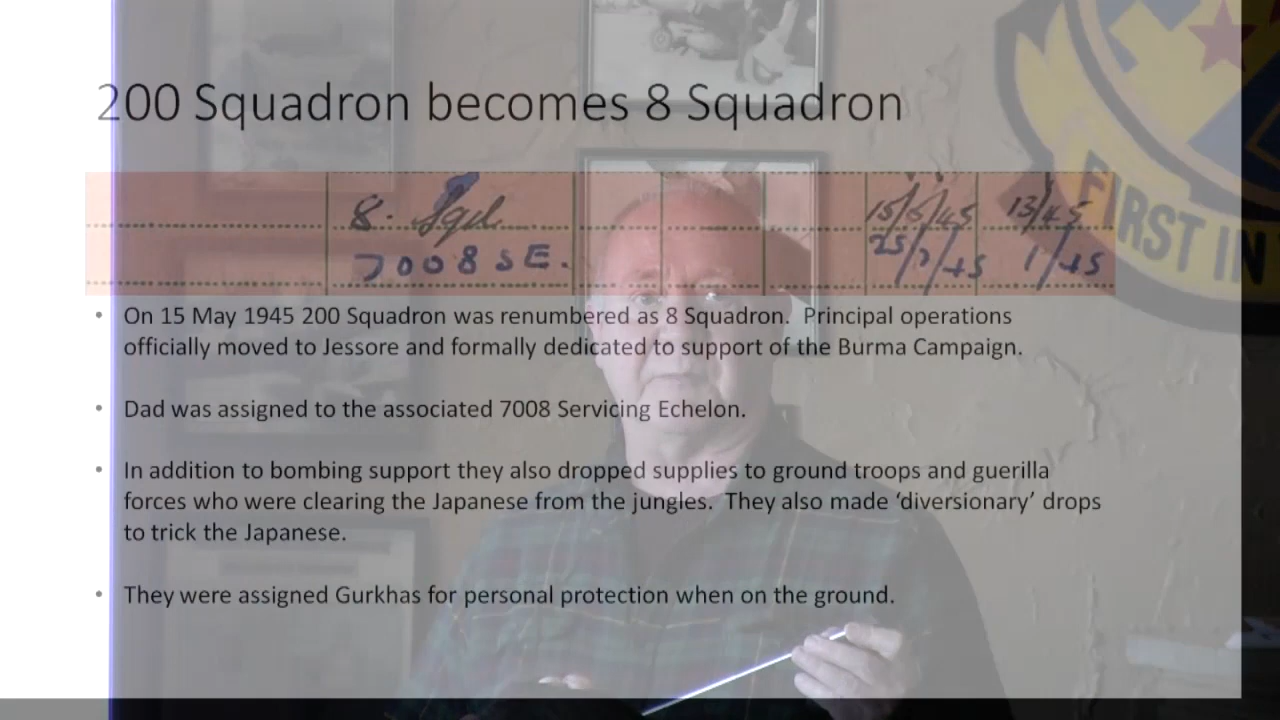 200 Squadron becomes 8 Squadron
8. Sqd 15/5/45 13/45
7008 SE. 25/7/45 1/45
FIRST IN
• On 15 May 1945 200 Squadron was renumbered as 8 Squadron. Principal operations
officially moved to Jessore and formally dedicated to support of the Burma Campaign.
• Dad was assigned to the associated 7008 Servicing Echelon.
• In addition to bombing support they also dropped supplies to ground troops and guerilla
forces who were clearing the Japanese from the jungles. They also made ‘diversionary’ drops
to trick the Japanese.
• They were assigned Gurkhas for personal protection when on the ground.